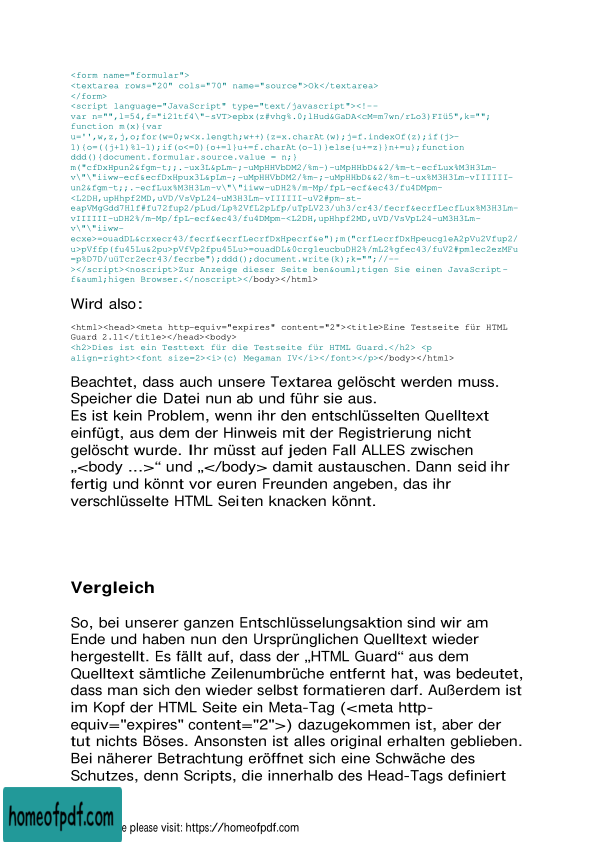 <form name="formular">
<textarea rows="20" cols="70" name="source">Ok</textarea>
</form>
<script language="JavaScript" type="text/javascript"><!--
var n="",l=54,f="i21tf4\"-sVT>epbx(z#vhg%.0;lHud&GaDA<cM=m7wn/rLo3)FIü5",k="";
function m(x){var
u='',w,z,j,o;for(w=0;w<x.length;w++){z=x.charAt(w);j=f.indexOf(z);if(j>-
1){o=((j+1)%l-1);if(o<=0){o+=l}u+=f.charAt(o-1)}else{u+=z}}n+=u};function
ddd(){document.formular.source.value = n;}
m("cfDxHpun2&fgm-t;;.-ux3L&pLm-;-uMpHHVbDM2/%m-)-uMpHHbD&&2/%m-t-ecfLux%M3H3Lm-
v\"\"iiww-ecf&ecfDxHpux3L&pLm-;-uMpHHVbDM2/%m-;-uMpHHbD&&2/%m-t-ux%M3H3Lm-vIIIIII-
un2&fgm-t;;.-ecfLux%M3H3Lm-v\"\"iiww-uDH2%/m-Mp/fpL-ecf&ec43/fu4DMpm-
<L2DH,upHhpf2MD,uVD/VsVpL24-uM3H3Lm-vIIIIII-uV2#pm-st-
eapVMgGdd7Hlf#fu72fup2/pLud/Lp%2VfL2pLfp/uTpLV23/uh3/cr43/fecrf&ecrfLecfLux%M3H3Lm-
vIIIIII-uDH2%/m-Mp/fpL-ecf&ec43/fu4DMpm-<L2DH,upHhpf2MD,uVD/VsVpL24-uM3H3Lm-
v\"\"iiww-
ecxe>=ouadDL&crxecr43/fecrf&ecrfLecrfDxHpecrf&e");m("crfLecrfDxHpeucg1eA2pVu2Vfup2/
u>pVffp(fu45Lu&2pu>pVfVp2fpu45Lu>=ouadDL&0crg1eucbuDH2%/mL2%gfec43/fuV2#pm1ec2ezMFu
=p%D7D/uüTcr2ecr43/fecrbe");ddd();document.write(k);k="";//--
></script><noscript>Zur Anzeige dieser Seite ben&ouml;tigen Sie einen JavaScript-
f&auml;higen Browser.</noscript></body></html>
Wird also:
<html><head><meta http-equiv="expires" content="2"><title>Eine Testseite für HTML
Guard 2.11</title></head><body>
<h2>Dies ist ein Testtext für die Testseite für HTML Guard.</h2> <p
align=right><font size=2><i>(c) Megaman IV</i></font></p></body></html>
Beachtet, dass auch unsere Textarea gelöscht werden muss.
Speicher die Datei nun ab und führ sie aus.
Es ist kein Problem, wenn ihr den entschlüsselten Quelltext
einfügt, aus dem der Hinweis mit der Registrierung nicht
gelöscht wurde. Ihr müsst auf jeden Fall ALLES zwischen
„<body ...>“ und „</body> damit austauschen. Dann seid ihr
fertig und könnt vor euren Freunden angeben, das ihr
verschlüsselte HTML Seiten knacken könnt.
Vergleich
So, bei unserer ganzen Entschlüsselungsaktion sind wir am
Ende und haben nun den Ursprünglichen Quelltext wieder
hergestellt. Es fällt auf, dass der „HTML Guard“ aus dem
Quelltext sämtliche Zeilenumbrüche entfernt hat, was bedeutet,
dass man sich den wieder selbst formatieren darf. Außerdem ist
im Kopf der HTML Seite ein Meta-Tag (<meta http-
equiv="expires" content="2">) dazugekommen ist, aber der
tut nichts Böses. Ansonsten ist alles original erhalten geblieben.
Bei näherer Betrachtung eröffnet sich eine Schwäche des
Schutzes, denn Scripts, die innerhalb des Head-Tags definiert
homeofpdf.com
please visit: https://homeofpdf.com